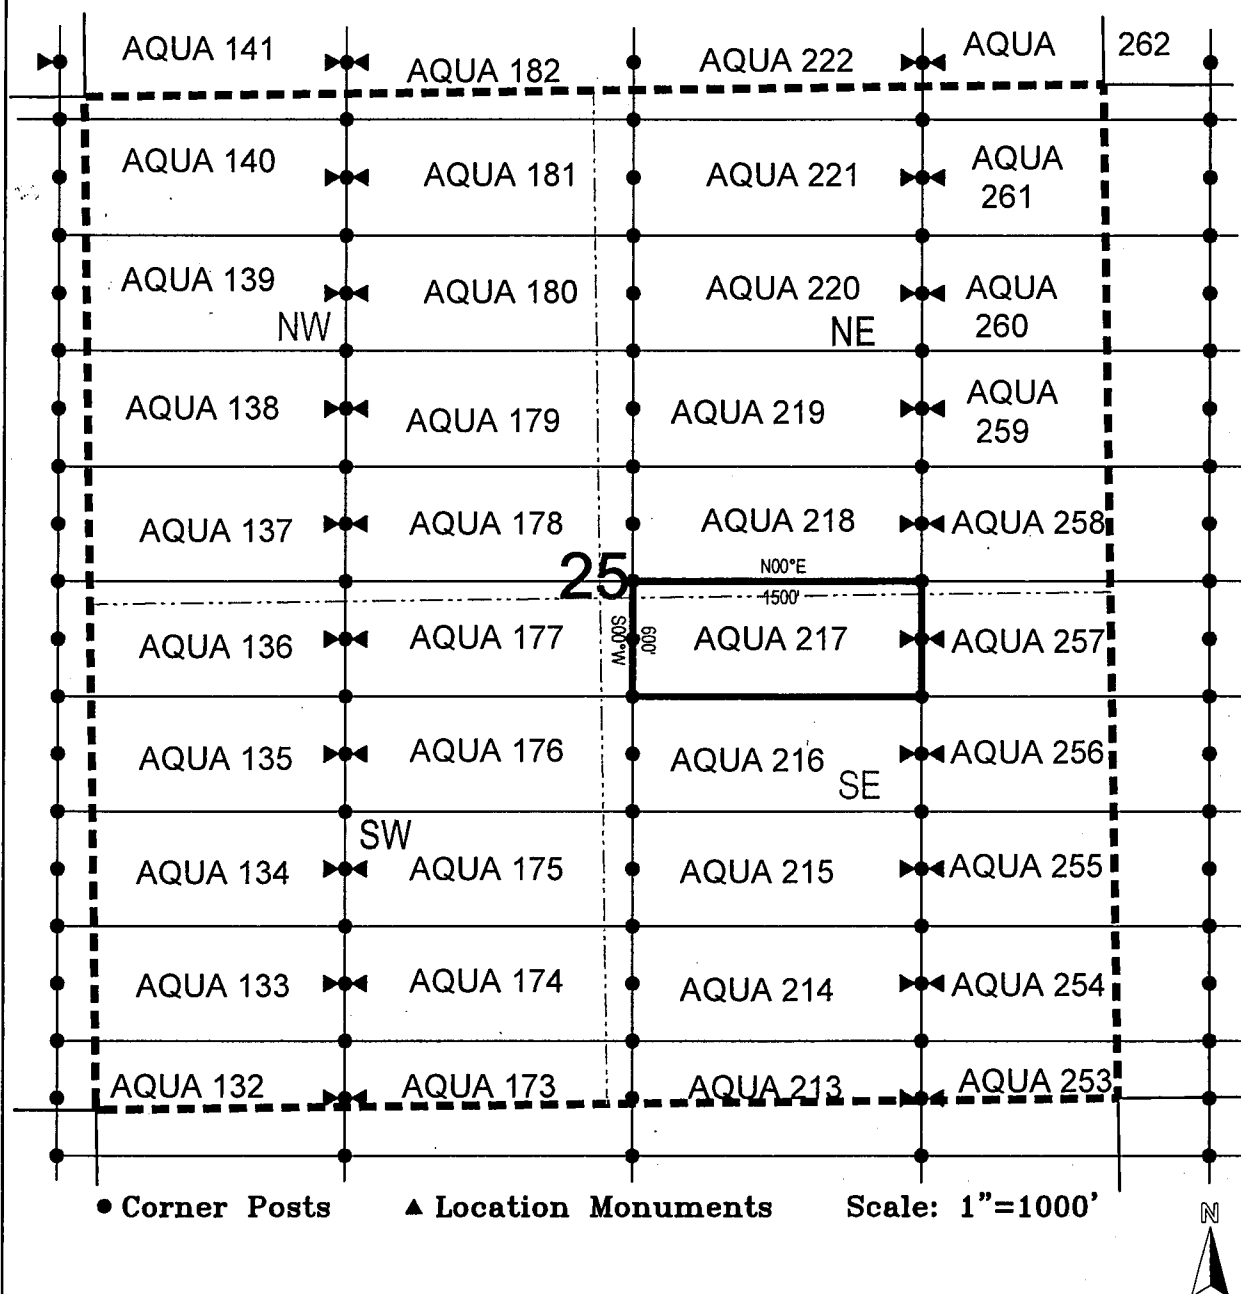 AQUA 141
AQUA 182
AQUA 222
AQUA 262
AQUA 140
AQUA 181
AQUA 221
AQUA
261
AQUA 139
AQUA 180
AQUA 220
AQUA
260
NW
NE
AQUA 138
AQUA 179
AQUA 219
AQUA
259
AQUA 137
AQUA 178
AQUA 218
AQUA 258
25
N00°E
1500'
AQUA 136
AQUA 177
S00°W
600'
AQUA 217
AQUA 257
AQUA 135
AQUA 176
AQUA 216
AQUA 256
SE
SW
AQUA 134
AQUA 175
AQUA 215
AQUA 255
AQUA 133
AQUA 174
AQUA 214
AQUA 254
AQUA 132
AQUA 173
AQUA 213
AQUA 253
Corner Posts
Location Monuments
Scale: 1"=1000'
N